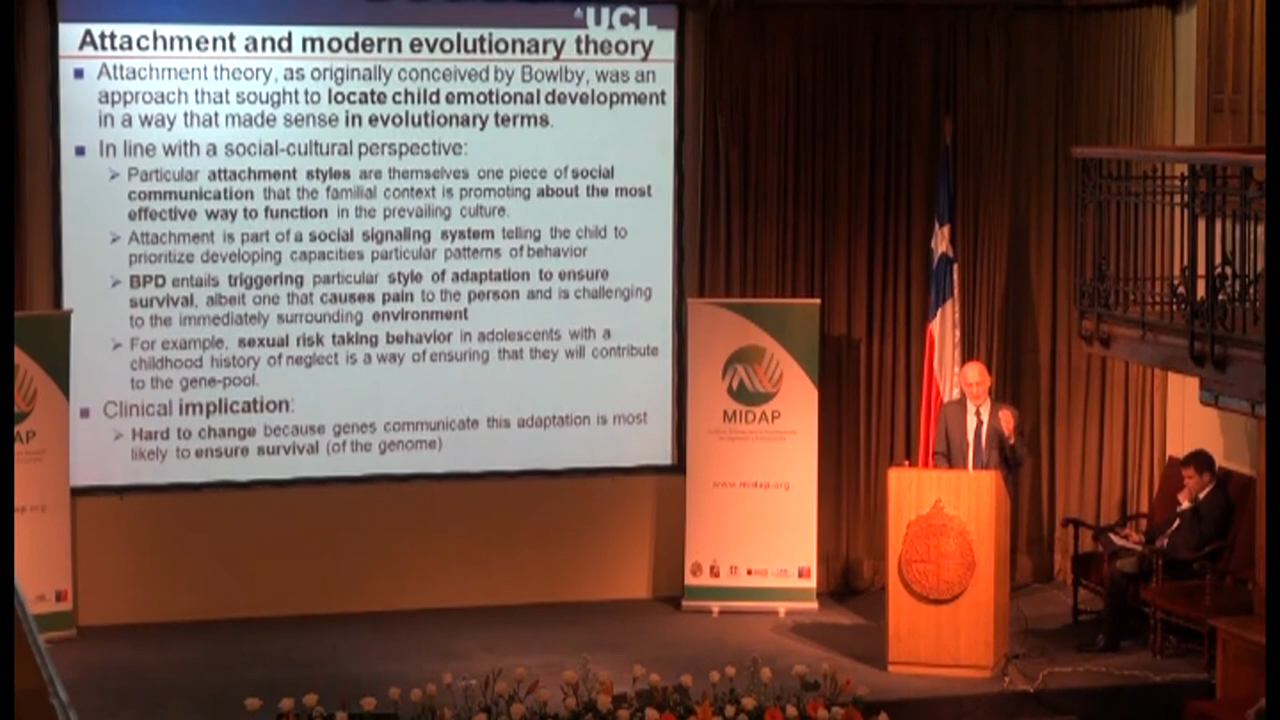 UCL
Attachment and modern evolutionary theory
Attachment theory, as originally conceived by Bowlby, was an
approach that sought to locate child emotional development
in a way that made sense in evolutionary terms.
In line with a social-cultural perspective:
Particular attachment styles are themselves one piece of social
communication that the familial context is promoting about the most
effective way to function in the prevailing culture.
Attachment is part of a social signaling system telling the child to
prioritize developing capacities particular patterns of behavior
BPD entails triggering particular style of adaptation to ensure
survival, albeit one that causes pain to the person and is challenging
to the immediately surrounding environment
For example, sexual risk taking behavior in adolescents with a
childhood history of neglect is a way of ensuring that they will contribute
to the gene-pool.
Clinical implication:
Hard to change because genes communicate this adaptation is most
likely to ensure survival (of the genome)
MIDAP
www.midap.org
AP